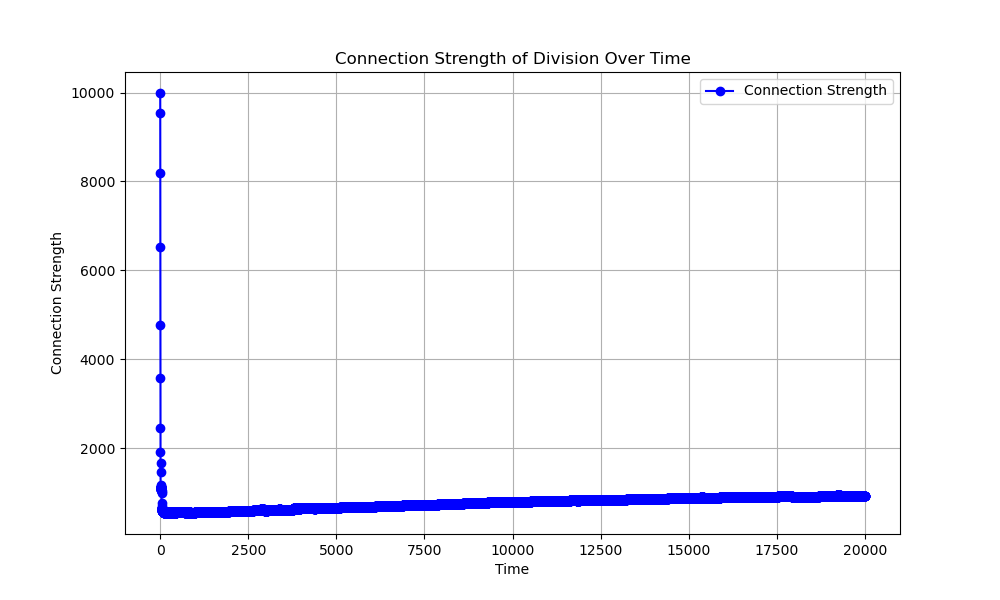 Connection Strength of Division Over Time
Connection Strength
10000
8000
6000
4000
2000
Connection Strength
0 2500 5000 7500 10000 12500 15000 17500 20000
Time